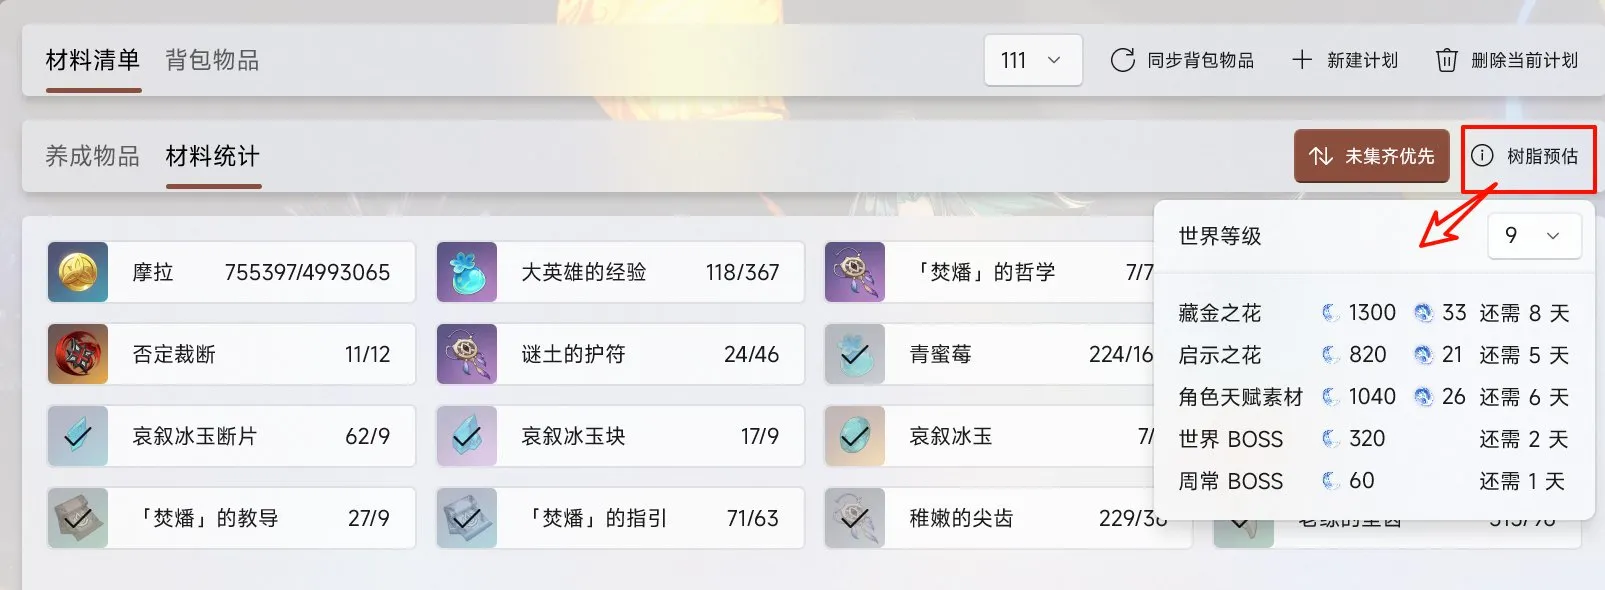 材料清单 背包物品 111 同步背包物品 新建计划 删除当前计划
养成物品 材料统计 未集齐优先 树脂预估
世界等级 9
摩拉 755397/4993065 大英雄的经验 118/367 「焚燔」的哲学 7/7
藏金之花 1300 33 还需 8 天
否定裁断 11/12 谜土的护符 24/46 青蜜莓 224/16
启示之花 820 21 还需 5 天
角色天赋素材 1040 26 还需 6 天
哀叙冰玉断片 62/9 哀叙冰玉块 17/9 哀叙冰玉 7/
世界 BOSS 320 还需 2 天
周常 BOSS 60 还需 1 天
「焚燔」的教导 27/9 「焚燔」的指引 71/63 稚嫩的尖齿 229/36